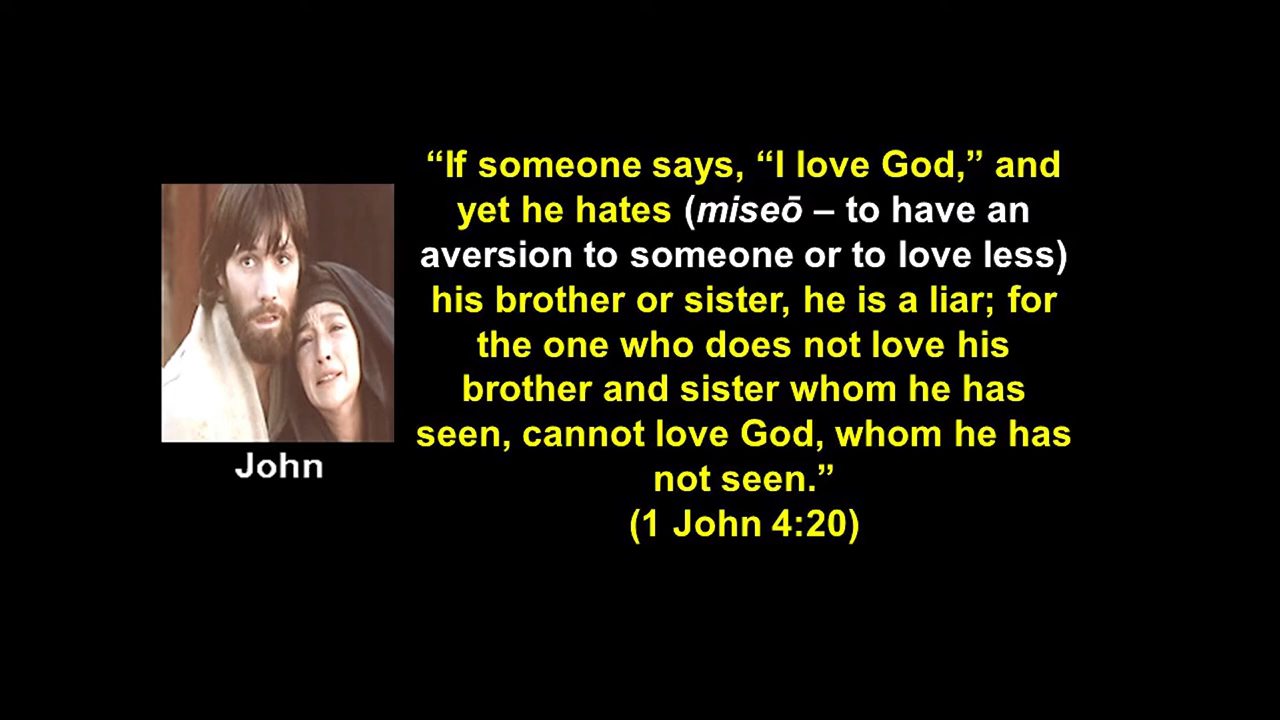 “If someone says, “I love God,” and
yet he hates (miseō – to have an
aversion to someone or to love less)
his brother or sister, he is a liar; for
the one who does not love his
brother and sister whom he has
seen, cannot love God, whom he has
not seen.”
(1 John 4:20)
John